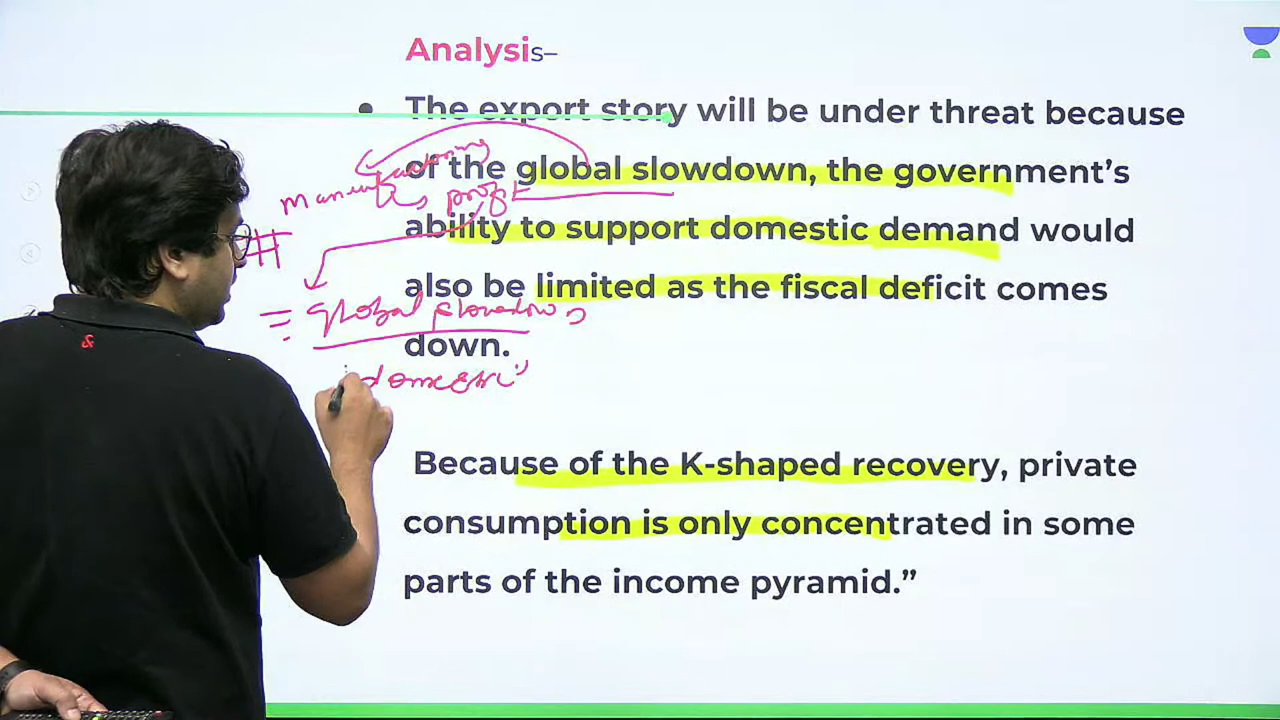 Analysis–
• The export story will be under threat because
of the global slowdown, the government’s
manufacturing
profit
ability to support domestic demand would
also be limited as the fiscal deficit comes
global slowdown
down.
domestic
Because of the K-shaped recovery, private
consumption is only concentrated in some
parts of the income pyramid.”